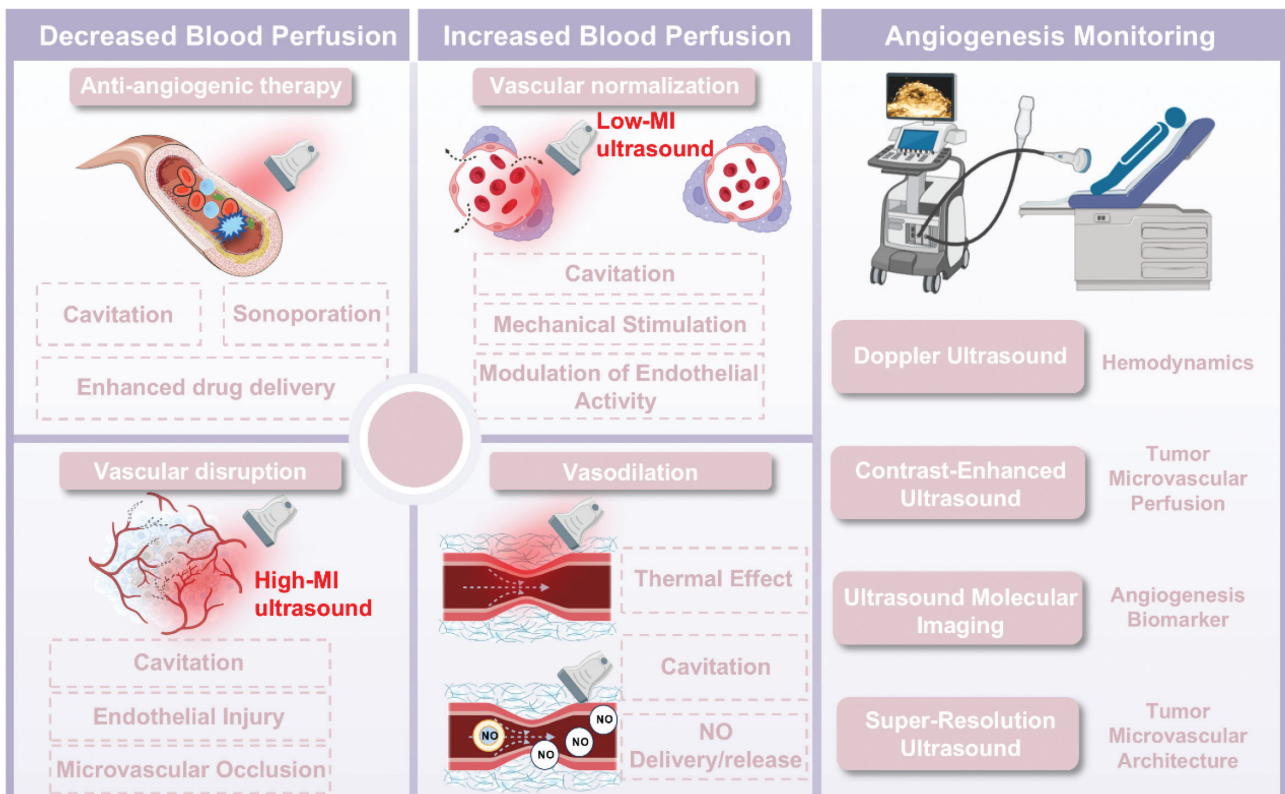 Decreased Blood Perfusion
Anti-angiogenic therapy
Cavitation
Sonoporation
Enhanced drug delivery
Vascular disruption
High-MI
ultrasound
Cavitation
Endothelial Injury
Microvascular Occlusion
Increased Blood Perfusion
Vascular normalization
Low-MI
ultrasound
Cavitation
Mechanical Stimulation
Modulation of Endothelial
Activity
Vasodilation
Thermal Effect
Cavitation
NO
NO
NO
NO
NO
Delivery/release
Angiogenesis Monitoring
Doppler Ultrasound
Hemodynamics
Contrast-Enhanced
Ultrasound
Tumor
Microvascular
Perfusion
Ultrasound Molecular
Imaging
Angiogenesis
Biomarker
Super-Resolution
Ultrasound
Tumor
Microvascular
Architecture